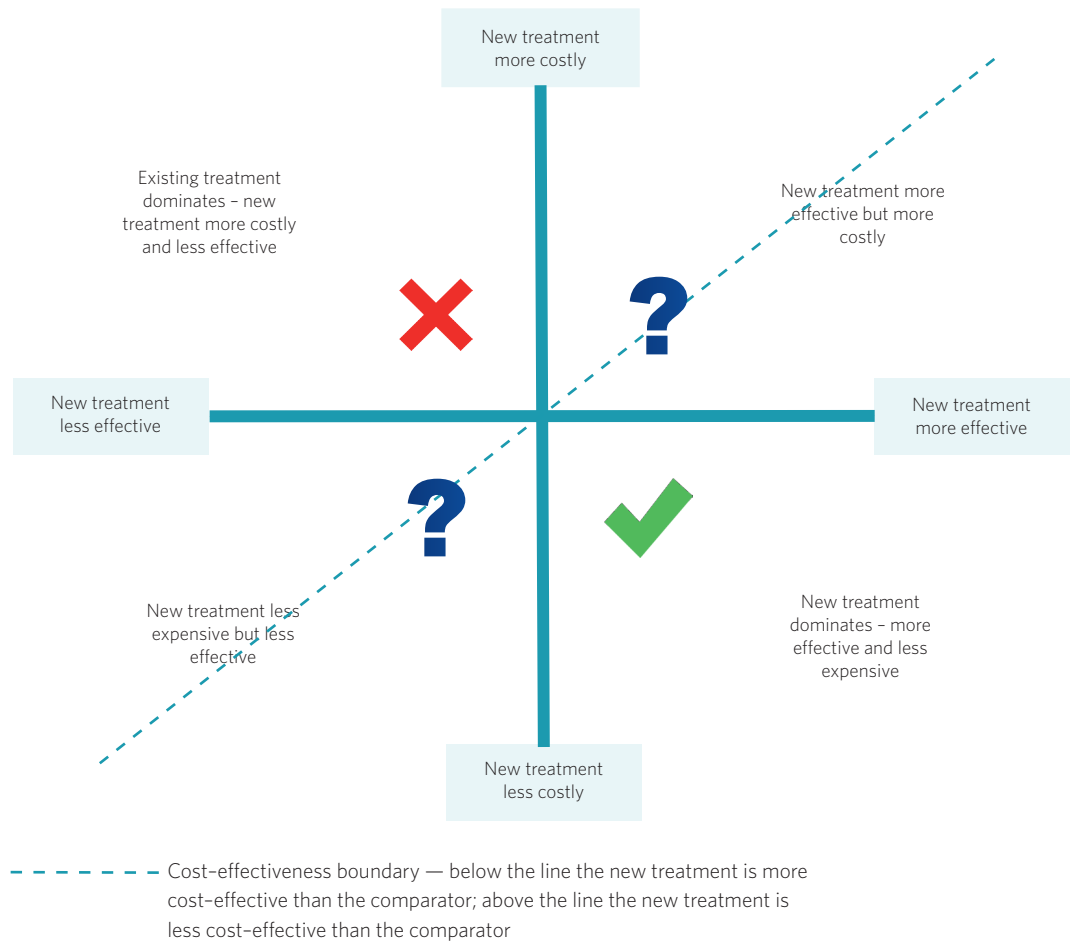 New treatment
more costly
Existing treatment
dominates – new
treatment more costly
and less effective
New treatment more
effective but more
costly
?
New treatment
less effective
New treatment
more effective
?
New treatment less
expensive but less
effective
New treatment
dominates – more
effective and less
expensive
New treatment
less costly
Cost–effectiveness boundary — below the line the new treatment is more
cost–effective than the comparator; above the line the new treatment is
less cost–effective than the comparator